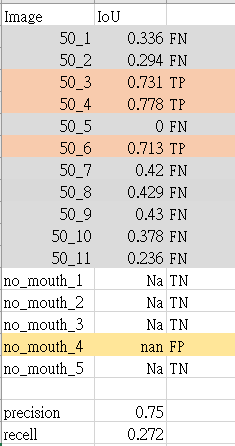 Image IoU
50_1 0.336 FN
50_2 0.294 FN
50_3 0.731 TP
50_4 0.778 TP
50_5 0 FN
50_6 0.713 TP
50_7 0.42 FN
50_8 0.429 FN
50_9 0.43 FN
50_10 0.378 FN
50_11 0.236 FN
no_mouth_1 Na TN
no_mouth_2 Na TN
no_mouth_3 Na TN
no_mouth_4 nan FP
no_mouth_5 Na TN
precision 0.75
recell 0.272